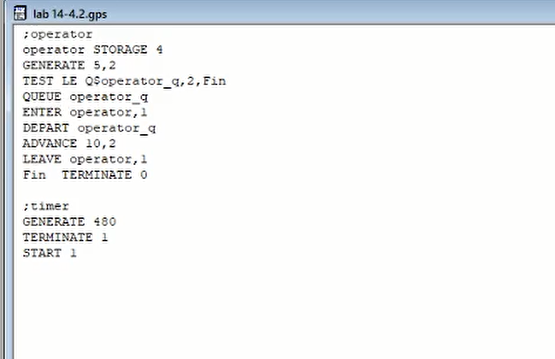 lab 14-4.2.gps
;operator
operator STORAGE 4
GENERATE 5,2
TEST LE Q$operator_q,2,Fin
QUEUE operator_q
ENTER operator,1
DEPART operator_q
ADVANCE 10,2
LEAVE operator,1
Fin  TERMINATE 0
;timer
GENERATE 480
TERMINATE 1
START 1